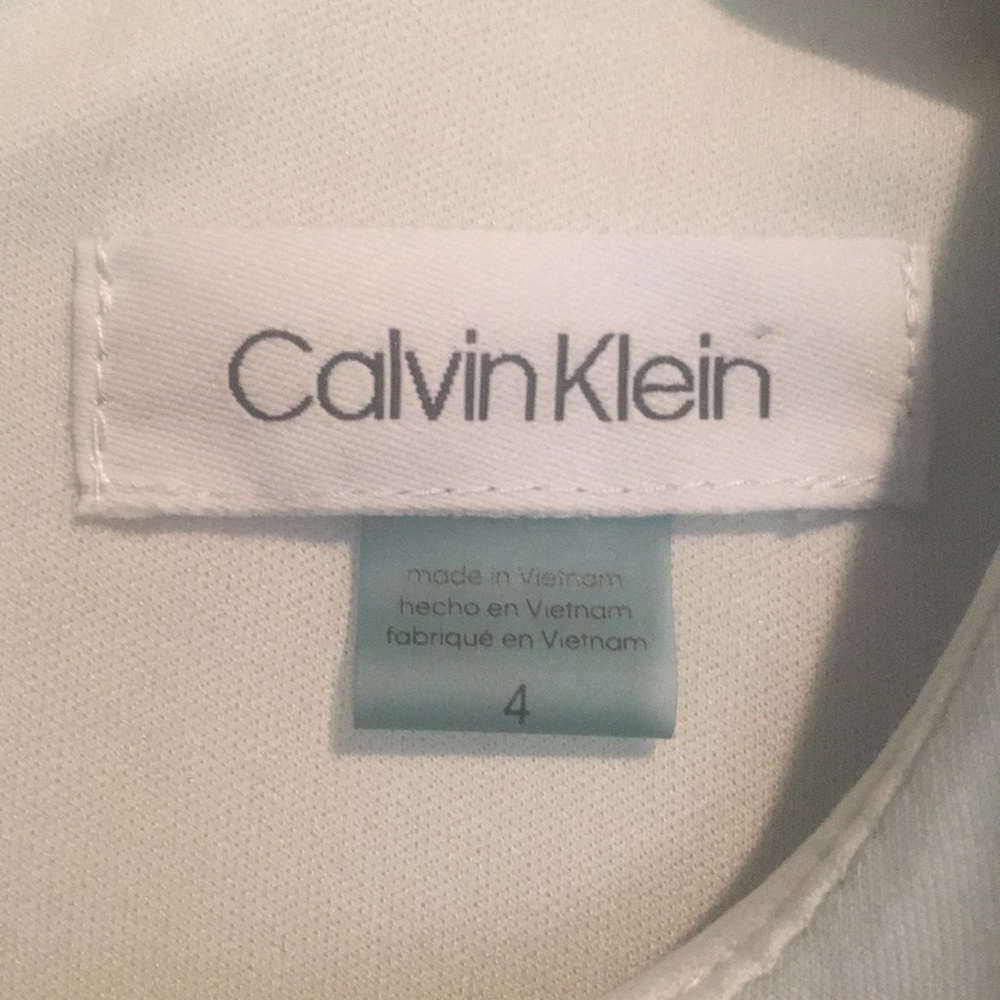 Calvin Klein
made in Vietnam
hecho en Vietnam
fabriqué en Vietnam
4